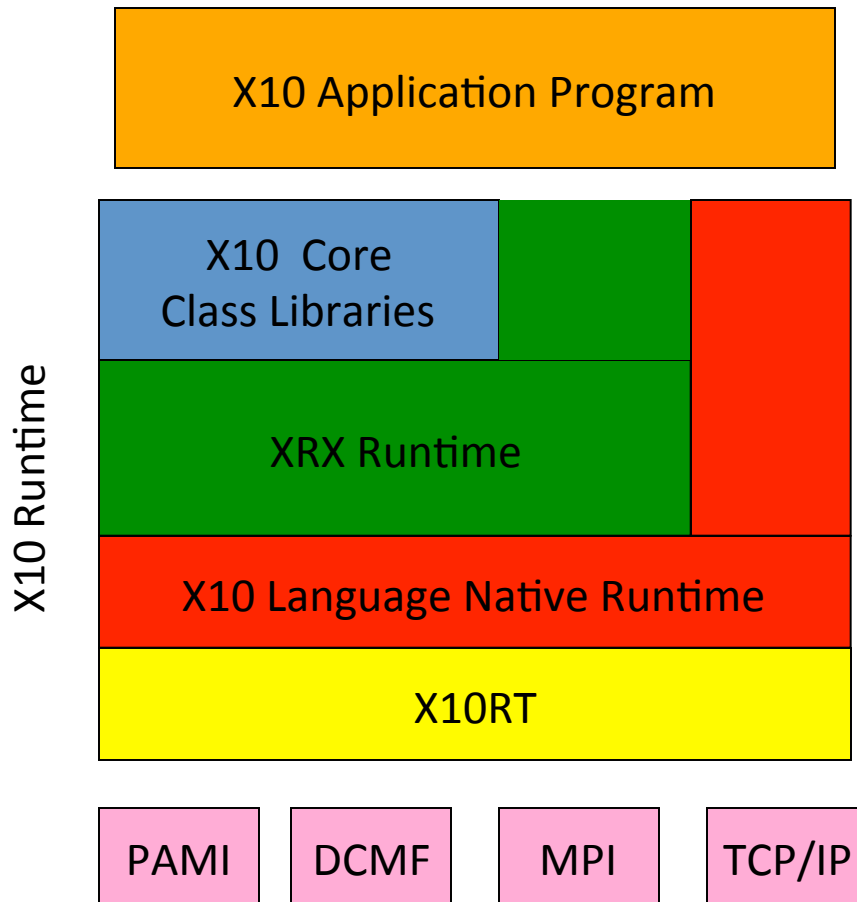 X10 Application Program
X10 Core
Class Libraries
XRX Runtime
X10 Runtime
X10 Language Native Runtime
X10RT
PAMI
DCMF
MPI
TCP/IP